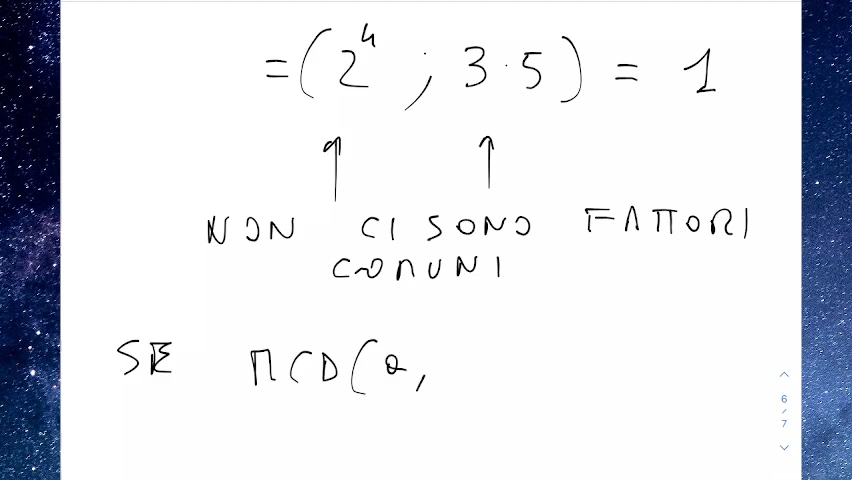 = (2⁴ ; 3·5) = 1
NON CI SONO FATTORI
COMUNI
SE MCD(a,
6
/
7